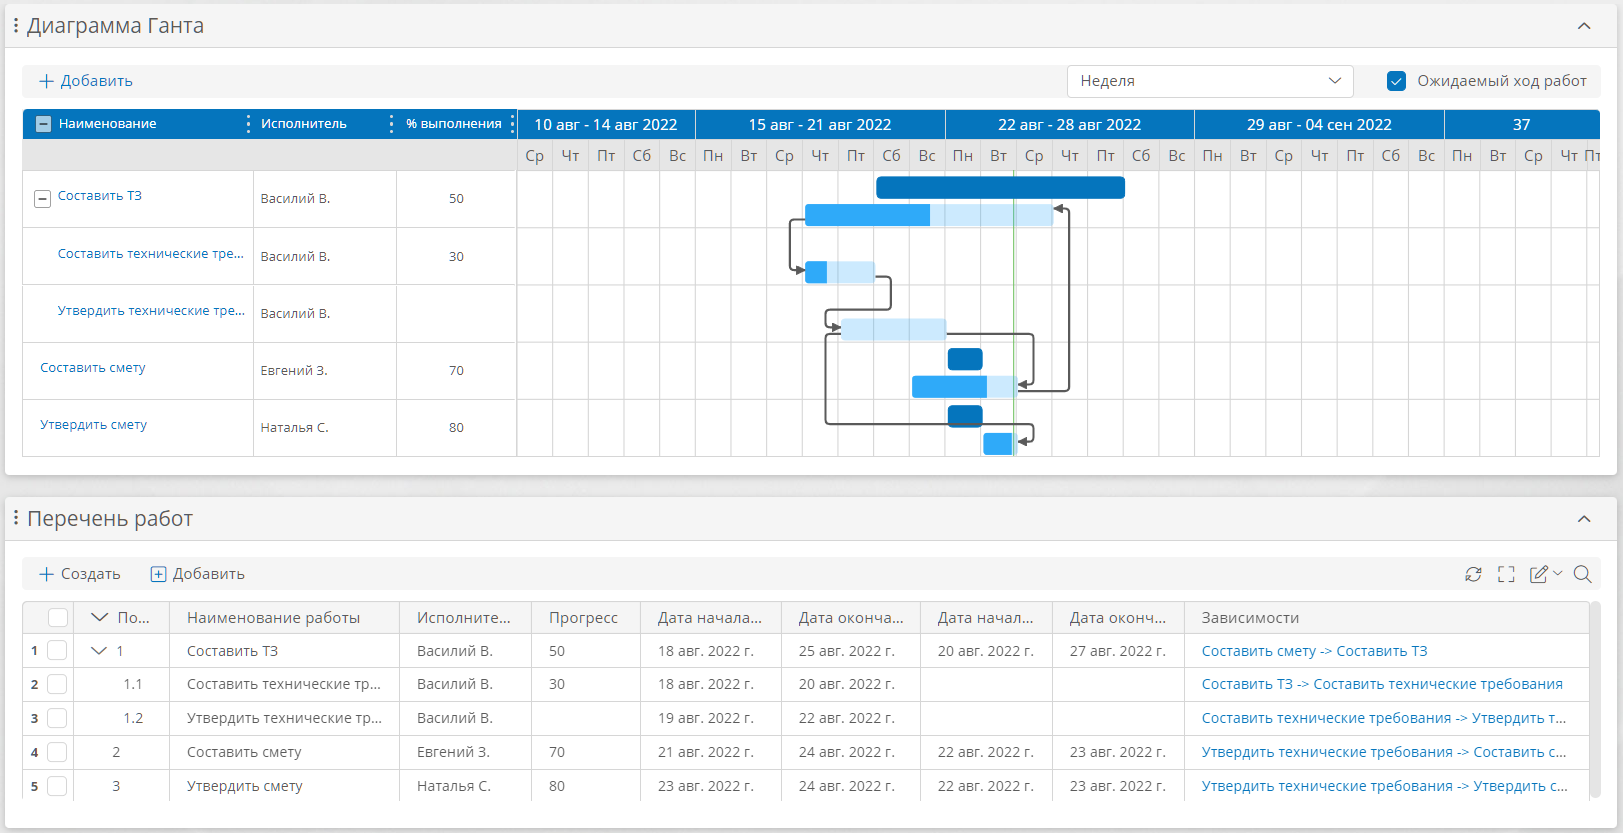 Диаграмма Ганта
Добавить
Неделя
Ожидаемый ход работ
Наименование Исполнитель % выполнения 10 авг - 14 авг 2022 15 авг - 21 авг 2022 22 авг - 28 авг 2022 29 авг - 04 сен 2022 37
Ср Чт Пт Сб Вс Пн Вт Ср Чт Пт Сб Вс Пн Вт Ср Чт Пт Сб Вс Пн Вт Ср Чт Пт Сб Вс Пн Вт Ср Чт Пт
Составить ТЗ Василий В. 50
Составить технические тре... Василий В. 30
Утвердить технические тре... Василий В.
Составить смету Евгений З. 70
Утвердить смету Наталья С. 80
Перечень работ
Создать Добавить
По... Наименование работы Исполните... Прогресс Дата начала... Дата оконча... Дата начал... Дата оконч... Зависимости
1 1 Составить ТЗ Василий В. 50 18 авг. 2022 г. 25 авг. 2022 г. 20 авг. 2022 г. 27 авг. 2022 г. Составить смету -> Составить ТЗ
2 1.1 Составить технические тр... Василий В. 30 18 авг. 2022 г. 20 авг. 2022 г. Составить ТЗ -> Составить технические требования
3 1.2 Утвердить технические тр... Василий В. 19 авг. 2022 г. 22 авг. 2022 г. Составить технические требования -> Утвердить т...
4 2 Составить смету Евгений З. 70 21 авг. 2022 г. 24 авг. 2022 г. 22 авг. 2022 г. 23 авг. 2022 г. Утвердить технические требования -> Составить с...
5 3 Утвердить смету Наталья С. 80 23 авг. 2022 г. 24 авг. 2022 г. 22 авг. 2022 г. 23 авг. 2022 г. Утвердить технические требования -> Утвердить с...